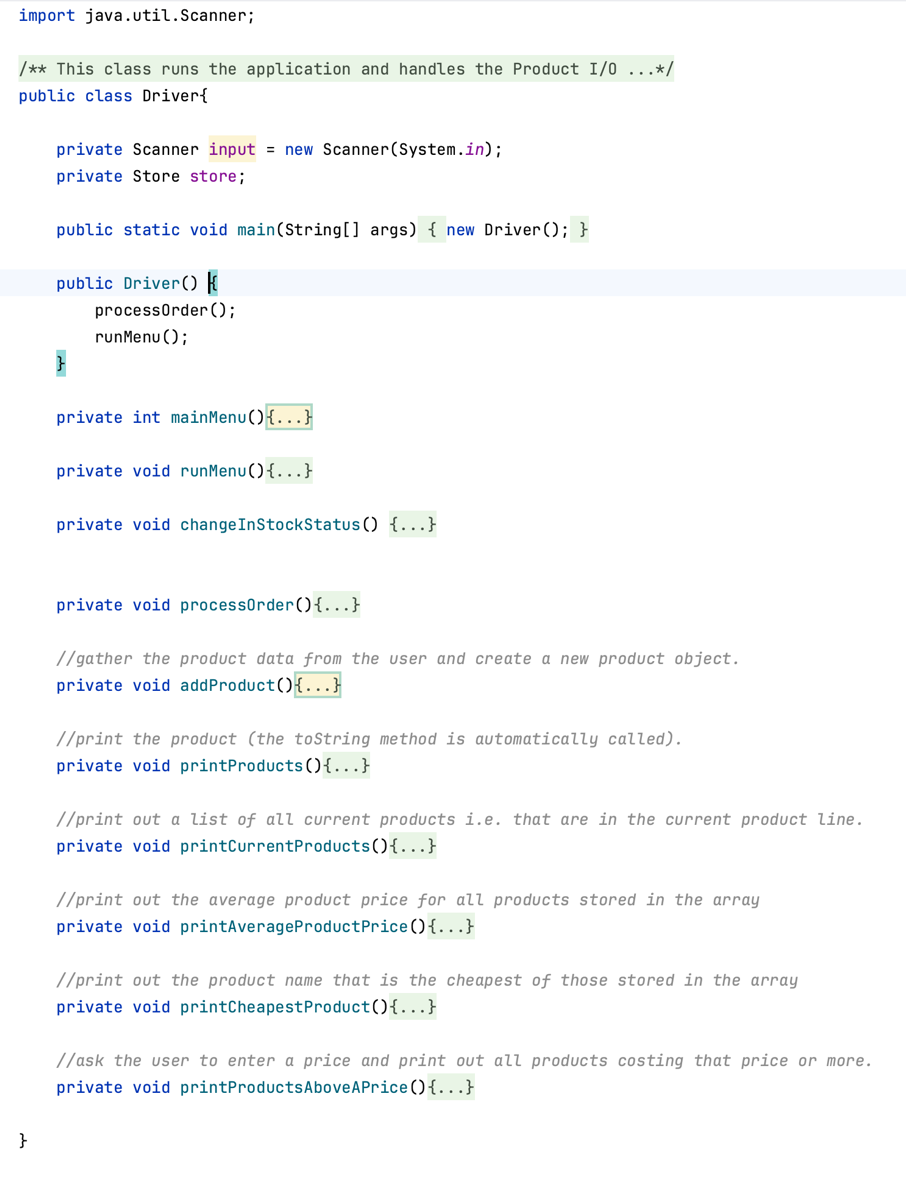 import java.util.Scanner;
/** This class runs the application and handles the Product I/O ...*/
public class Driver{
private Scanner input = new Scanner(System.in);
private Store store;
public static void main(String[] args) { new Driver(); }
public Driver() {
processOrder();
runMenu();
}
private int mainMenu(){...}
private void runMenu(){...}
private void changeInStockStatus() {...}
private void processOrder(){...}
//gather the product data from the user and create a new product object.
private void addProduct(){...}
//print the product (the toString method is automatically called).
private void printProducts(){...}
//print out a list of all current products i.e. that are in the current product line.
private void printCurrentProducts(){...}
//print out the average product price for all products stored in the array
private void printAverageProductPrice(){...}
//print out the product name that is the cheapest of those stored in the array
private void printCheapestProduct(){...}
//ask the user to enter a price and print out all products costing that price or more.
private void printProductsAboveAPrice(){...}
}